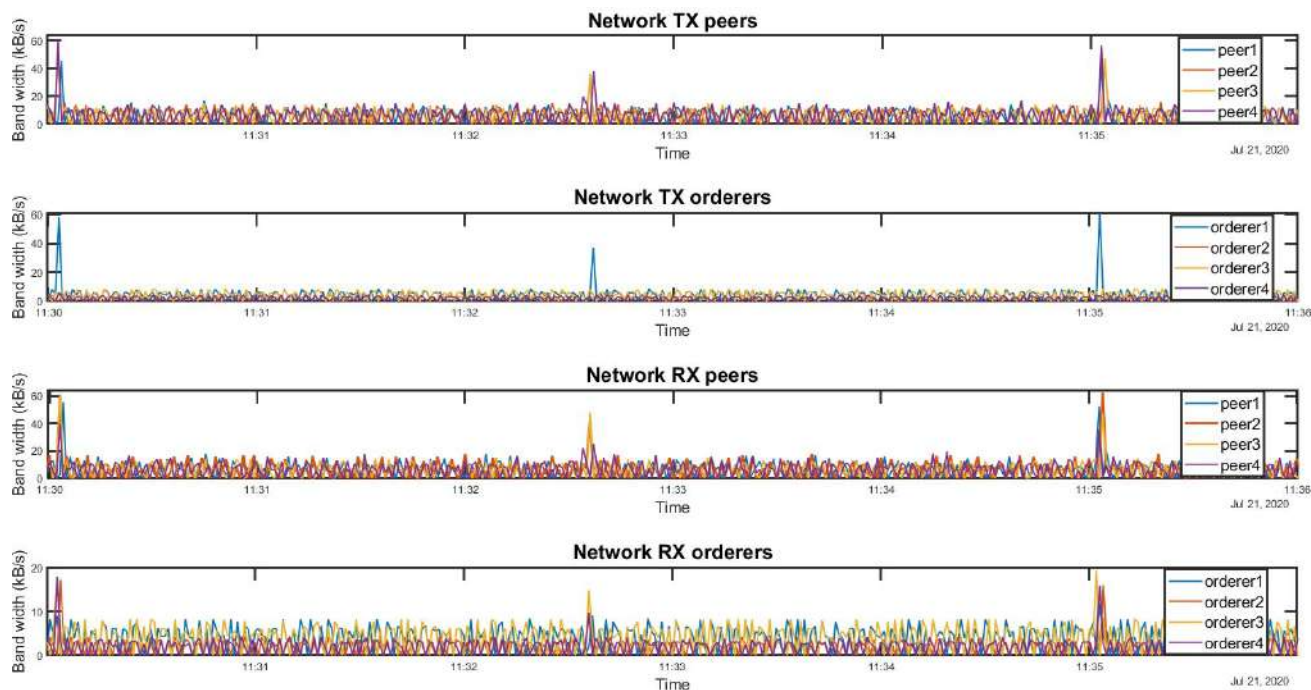 Network TX peers
Band width (kB/s)
60
40
20
0
peer1
peer2
peer3
peer4
11:31 11:32 11:33 11:34 11:35
Time
Jul 21, 2020
Network TX orderers
Band width (kB/s)
60
40
20
0
orderer1
orderer2
orderer3
orderer4
11:30 11:31 11:32 11:33 11:34 11:35 11:36
Time
Jul 21, 2020
Network RX peers
Band width (kB/s)
60
40
20
0
peer1
peer2
peer3
peer4
11:30 11:31 11:32 11:33 11:34 11:35 11:36
Time
Jul 21, 2020
Network RX orderers
Band width (kB/s)
20
10
0
orderer1
orderer2
orderer3
orderer4
11:31 11:32 11:33 11:34 11:35
Time
Jul 21, 2020